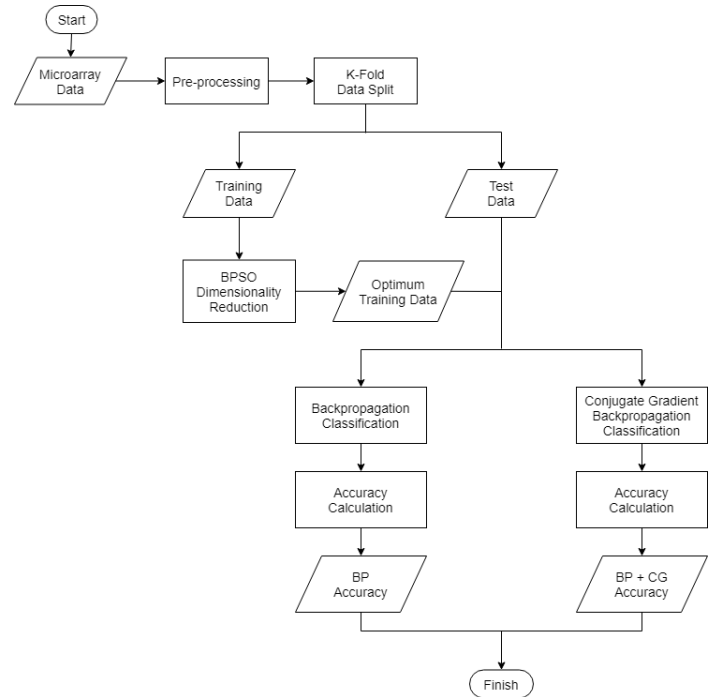 Start
Microarray
Data
Pre-processing
K-Fold
Data Split
Training
Data
Test
Data
BPSO
Dimensionality
Reduction
Optimum
Training Data
Backpropagation
Classification
Conjugate Gradient
Backpropagation
Classification
Accuracy
Calculation
Accuracy
Calculation
BP
Accuracy
BP + CG
Accuracy
Finish